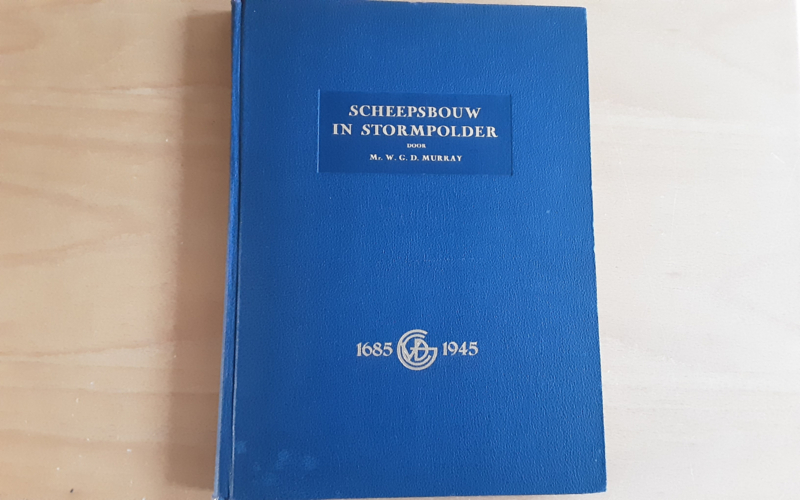 SCHEEPSBOUW
IN STORMPOLDER
DOOR
Mr. W. G. D. MURRAY
1685 1945